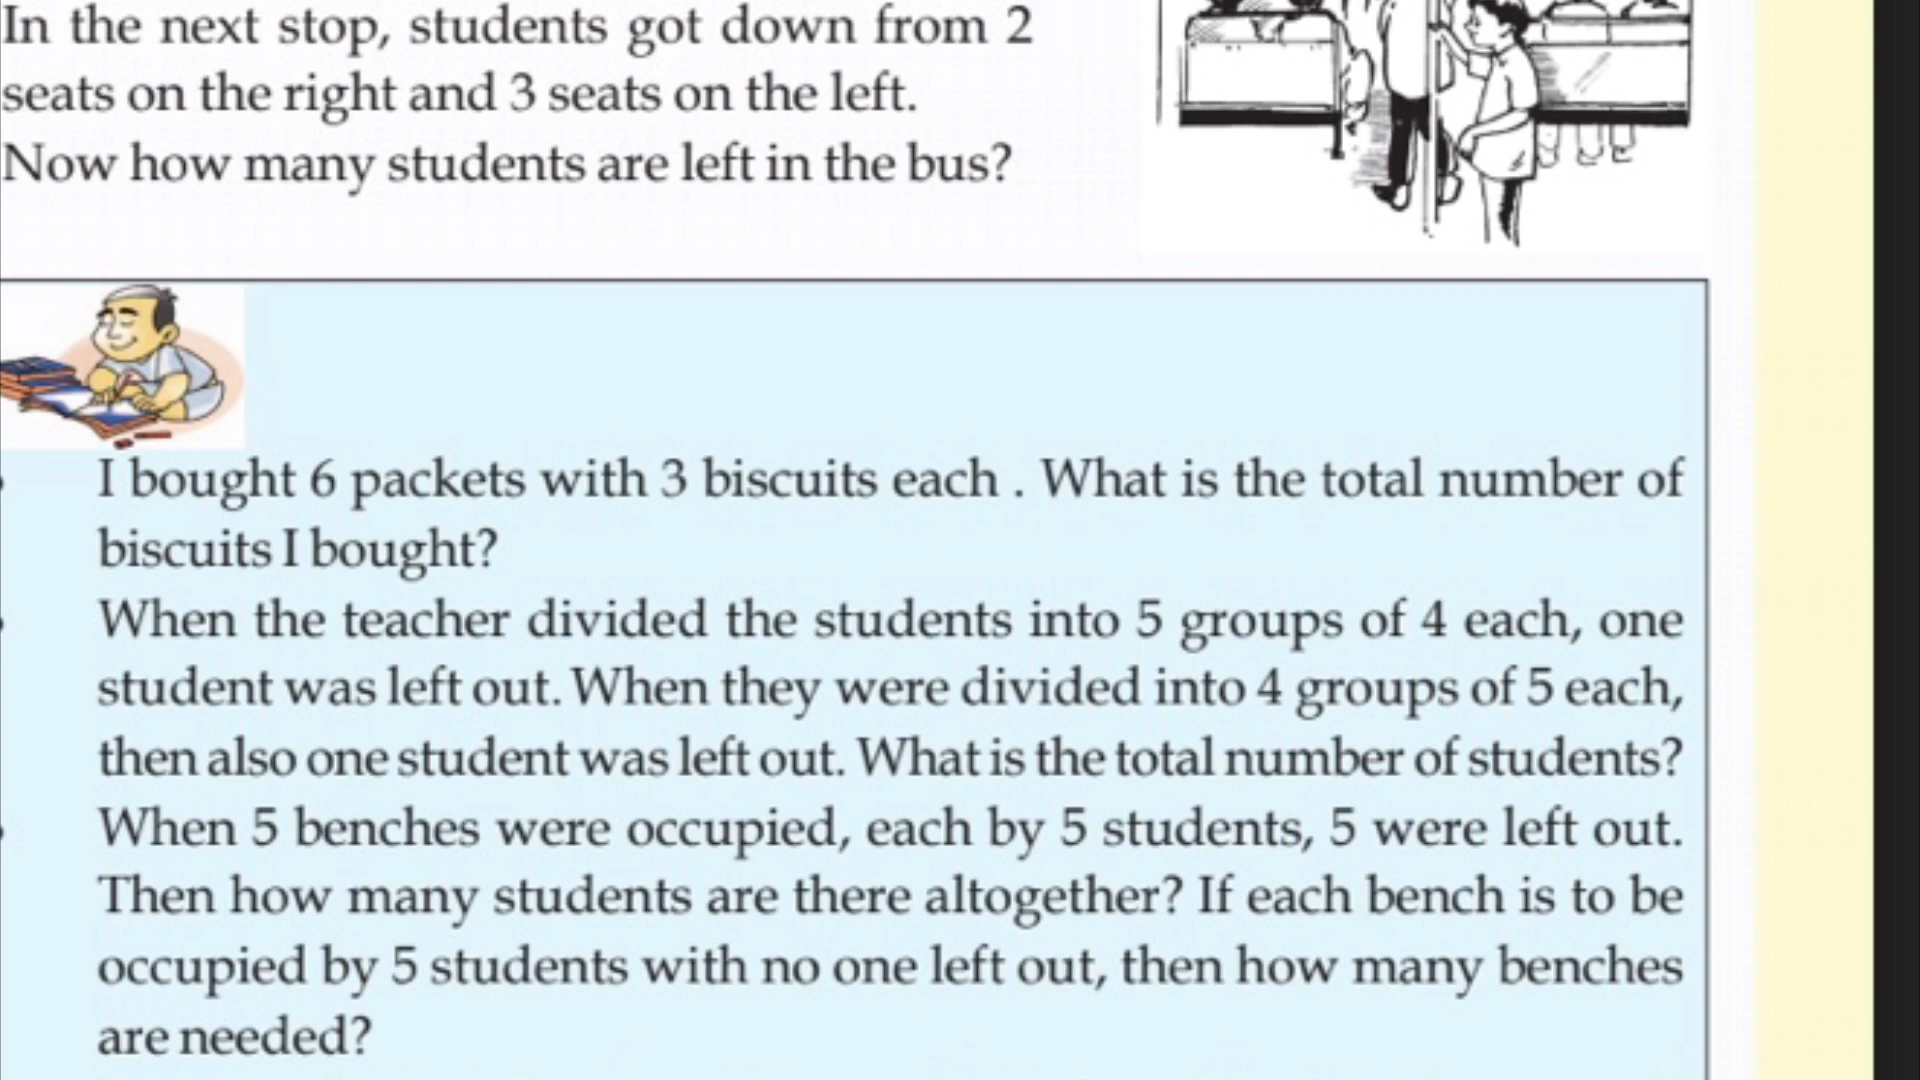 In the next stop, students got down from 2
seats on the right and 3 seats on the left.
Now how many students are left in the bus?
I bought 6 packets with 3 biscuits each . What is the total number of
biscuits I bought?
When the teacher divided the students into 5 groups of 4 each, one
student was left out. When they were divided into 4 groups of 5 each,
then also one student was left out. What is the total number of students?
When 5 benches were occupied, each by 5 students, 5 were left out.
Then how many students are there altogether? If each bench is to be
occupied by 5 students with no one left out, then how many benches
are needed?